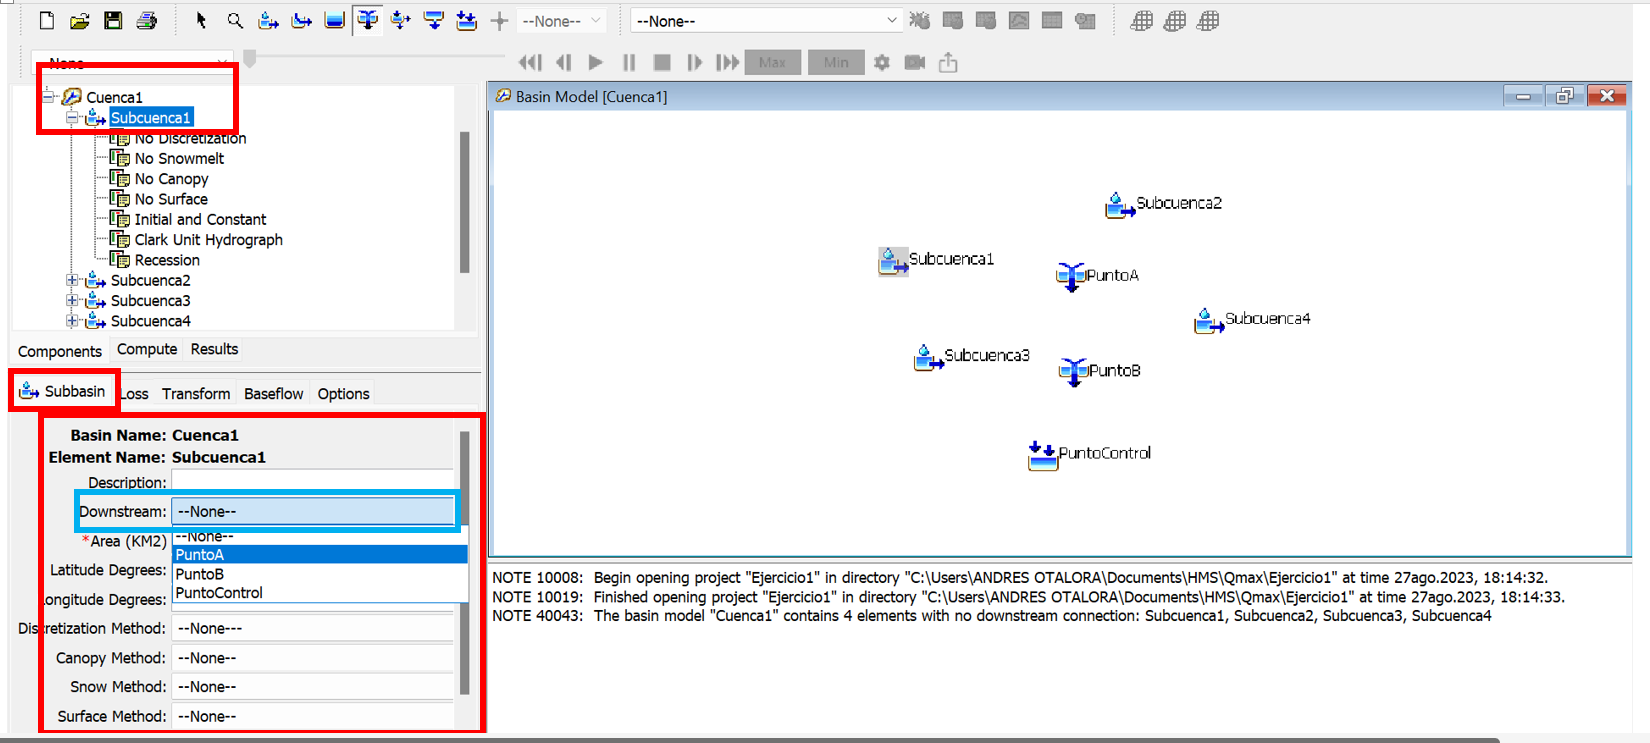 --None--
--None--
None
Max
Min
Cuenca1
Subcuenca1
No Discretization
No Snowmelt
No Canopy
No Surface
Initial and Constant
Clark Unit Hydrograph
Recession
Subcuenca2
Subcuenca3
Subcuenca4
Components Compute Results
Subbasin Loss Transform Baseflow Options
Basin Name: Cuenca1
Element Name: Subcuenca1
Description:
Downstream: --None--
*Area (KM2) --None--
PuntoA
PuntoB
PuntoControl
Latitude Degrees:
Longitude Degrees:
Discretization Method: --None---
Canopy Method: --None--
Snow Method: --None--
Surface Method: --None--
Basin Model [Cuenca1]
Subcuenca2
Subcuenca1
PuntoA
Subcuenca4
Subcuenca3
PuntoB
PuntoControl
NOTE 10008: Begin opening project "Ejercicio1" in directory "C:\Users\ANDRES OTALORA\Documents\HMS\Qmax\Ejercicio1" at time 27ago.2023, 18:14:32.
NOTE 10019: Finished opening project "Ejercicio1" in directory "C:\Users\ANDRES OTALORA\Documents\HMS\Qmax\Ejercicio1" at time 27ago.2023, 18:14:33.
NOTE 40043: The basin model "Cuenca1" contains 4 elements with no downstream connection: Subcuenca1, Subcuenca2, Subcuenca3, Subcuenca4